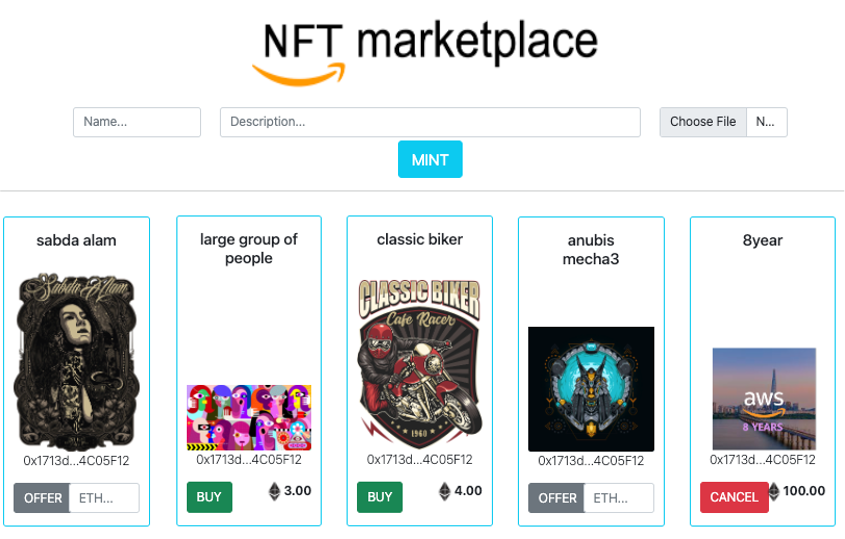 NFT marketplace
Name...
Description...
Choose File
N...
MINT
sabda alam
large group of
people
classic biker
anubis
mecha3
8year
Sabda Alam
CLASSIC BIKER
Cafe Racer
1960
aws
8 YEARS
0x1713d...4C05F12
0x1713d...4C05F12
0x1713d...4C05F12
0x1713d...4C05F12
0x1713d...4C05F12
OFFER
ETH...
BUY
3.00
BUY
4.00
OFFER
ETH...
CANCEL
100.00